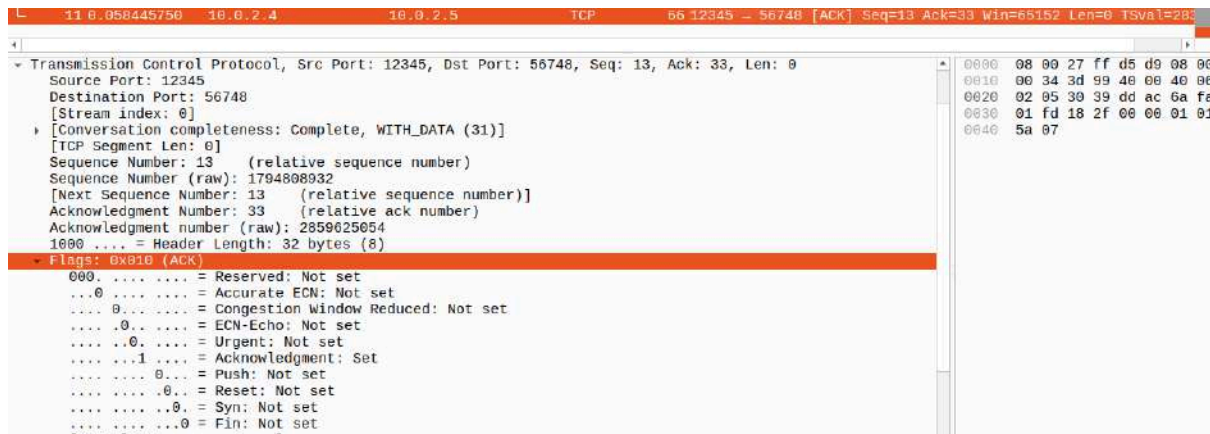 11 0.058445750 10.0.2.4 10.0.2.5 TCP 66 12345 → 56748 [ACK] Seq=13 Ack=33 Win=65152 Len=0 TSval=283
Transmission Control Protocol, Src Port: 12345, Dst Port: 56748, Seq: 13, Ack: 33, Len: 0
Source Port: 12345
Destination Port: 56748
[Stream index: 0]
[Conversation completeness: Complete, WITH_DATA (31)]
[TCP Segment Len: 0]
Sequence Number: 13 (relative sequence number)
Sequence Number (raw): 1794808932
[Next Sequence Number: 13 (relative sequence number)]
Acknowledgment Number: 33 (relative ack number)
Acknowledgment number (raw): 2859625054
1000 .... = Header Length: 32 bytes (8)
Flags: 0x010 (ACK)
000. .... .... = Reserved: Not set
...0 .... .... = Accurate ECN: Not set
.... 0... .... = Congestion Window Reduced: Not set
.... .0.. .... = ECN-Echo: Not set
.... ..0. .... = Urgent: Not set
.... ...1 .... = Acknowledgment: Set
.... .... 0... = Push: Not set
.... .... .0.. = Reset: Not set
.... .... ..0. = Syn: Not set
.... .... ...0 = Fin: Not set
0000 08 00 27 ff d5 d9 08 00
0010 00 34 3d 99 40 00 40 06
0020 02 05 30 39 dd ac 6a fa
0030 01 fd 18 2f 00 00 01 01
0040 5a 07